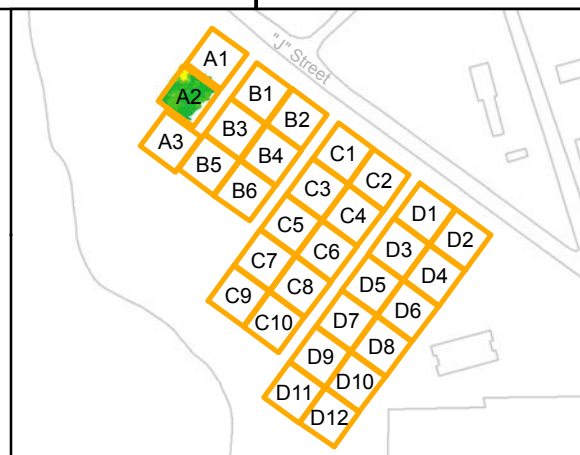 "J" Street
A1
A2
A3
B1
B2
B3
B4
B5
B6
C1
C2
C3
C4
C5
C6
C7
C8
C9
C10
D1
D2
D3
D4
D5
D6
D7
D8
D9
D10
D11
D12